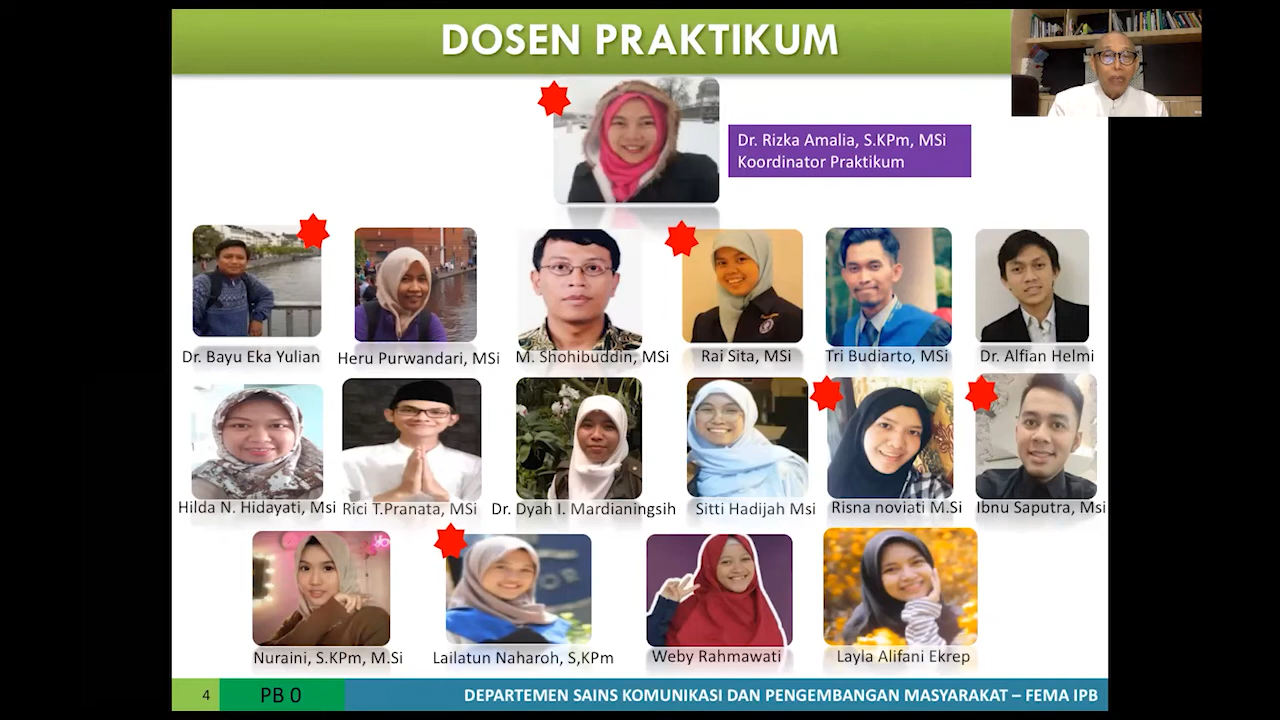 DOSEN PRAKTIKUM
Dr. Rizka Amalia, S.KPm, MSi
Koordinator Praktikum
Dr. Bayu Eka Yulian
Heru Purwandari, MSi
M. Shohibuddin, MSi
Rai Sita, MSi
Tri Budiarto, MSi
Dr. Alfian Helmi
Hilda N. Hidayati, Msi
Rici T.Pranata, MSi
Dr. Dyah I. Mardianingsih
Sitti Hadijah Msi
Risna noviati M.Si
Ibnu Saputra, Msi
Nuraini, S.KPm, M.Si
Lailatun Naharoh, S,KPm
Weby Rahmawati
Layla Alifani Ekrep
4
PB 0
DEPARTEMEN SAINS KOMUNIKASI DAN PENGEMBANGAN MASYARAKAT – FEMA IPB